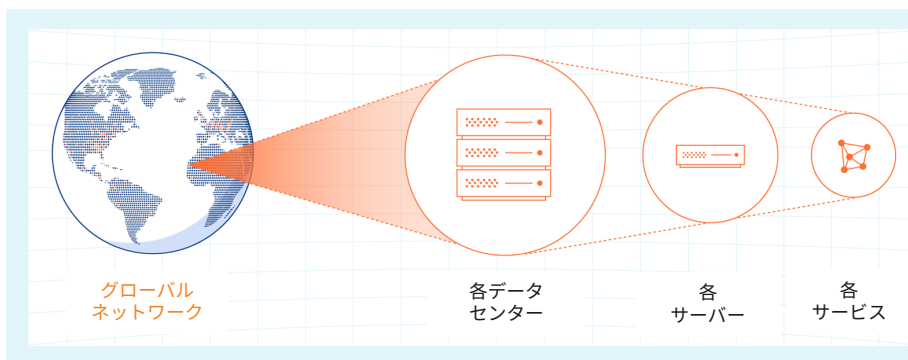 グローバル
ネットワーク
各データ
センター
各
サーバー
各
サービス